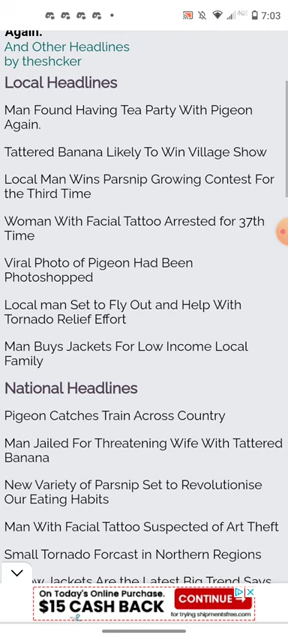 7:03
Again.
And Other Headlines
by theshcker
Local Headlines
Man Found Having Tea Party With Pigeon
Again.
Tattered Banana Likely To Win Village Show
Local Man Wins Parsnip Growing Contest For
the Third Time
Woman With Facial Tattoo Arrested for 37th
Time
Viral Photo of Pigeon Had Been
Photoshopped
Local man Set to Fly Out and Help With
Tornado Relief Effort
Man Buys Jackets For Low Income Local
Family
National Headlines
Pigeon Catches Train Across Country
Man Jailed For Threatening Wife With Tattered
Banana
New Variety of Parsnip Set to Revolutionise
Our Eating Habits
Man With Facial Tattoo Suspected of Art Theft
Small Tornado Forcast in Northern Regions
Jackets Are the Latest Big Trend Says
On Today's Online Purchase.
$15 CASH BACK
CONTINUE
for trying shipmentsfree.com